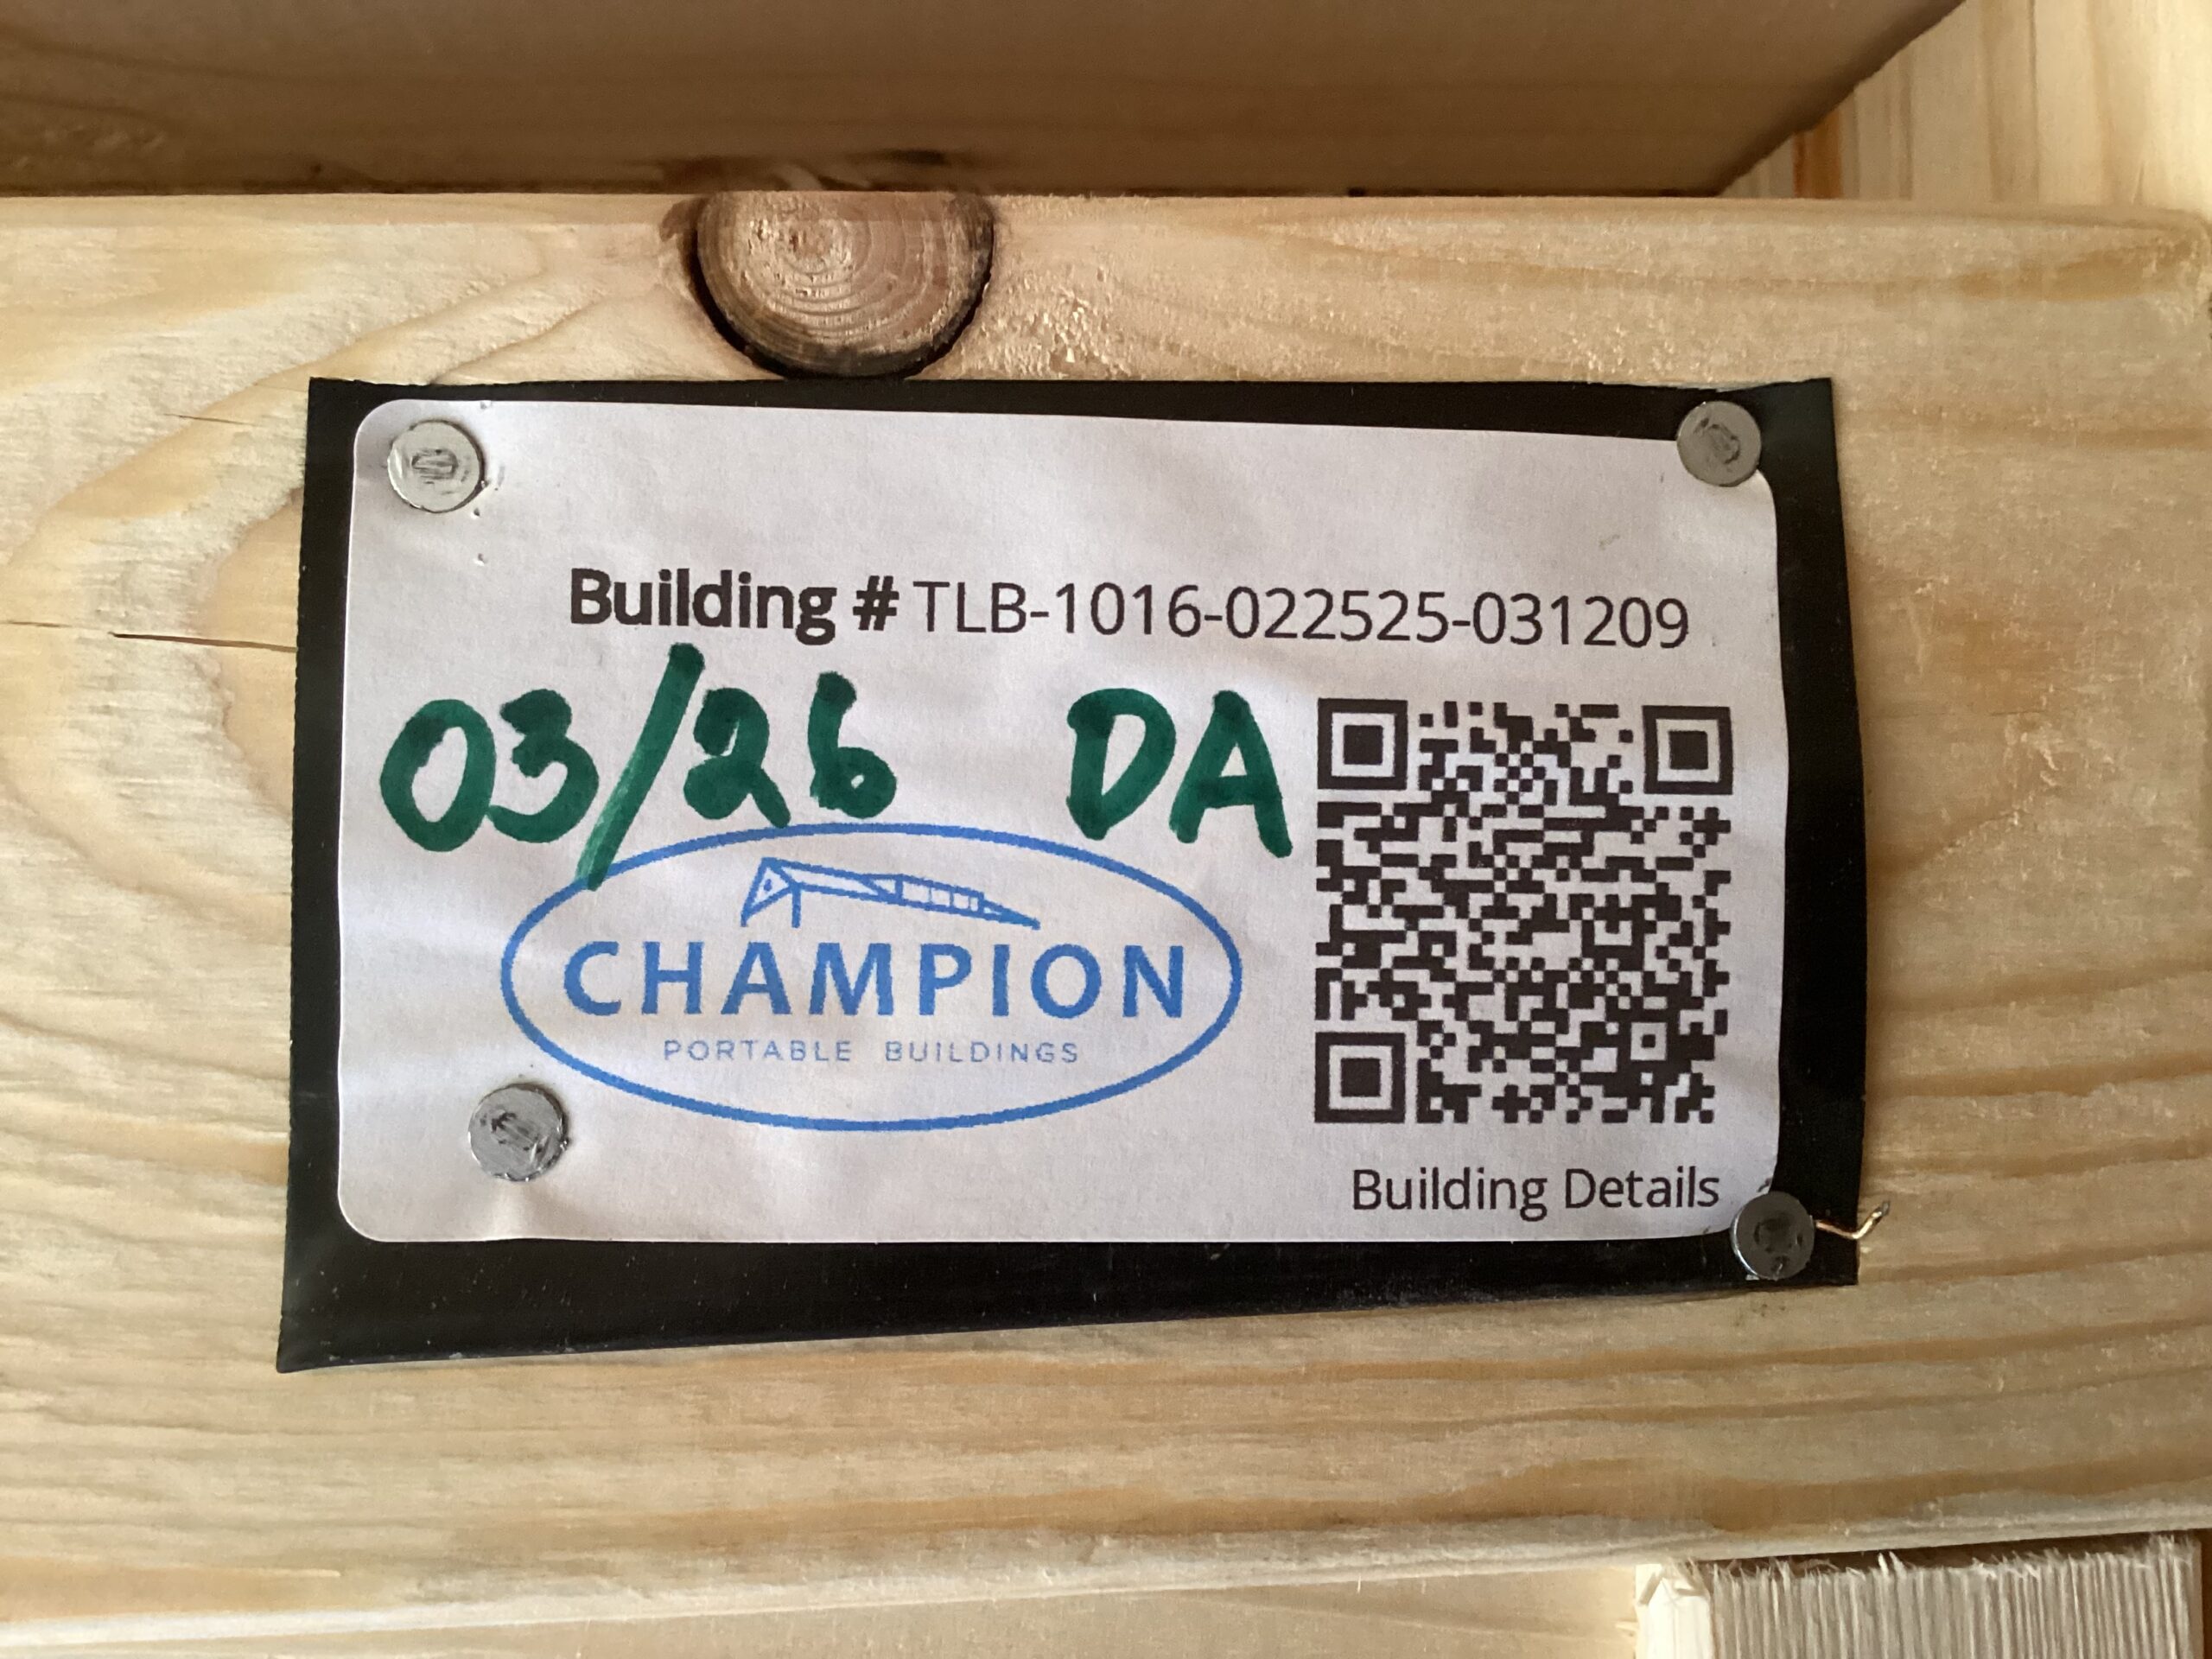 Building # TLB-1016-022525-031209
03/26 DA
CHAMPION
PORTABLE BUILDINGS
Building Details